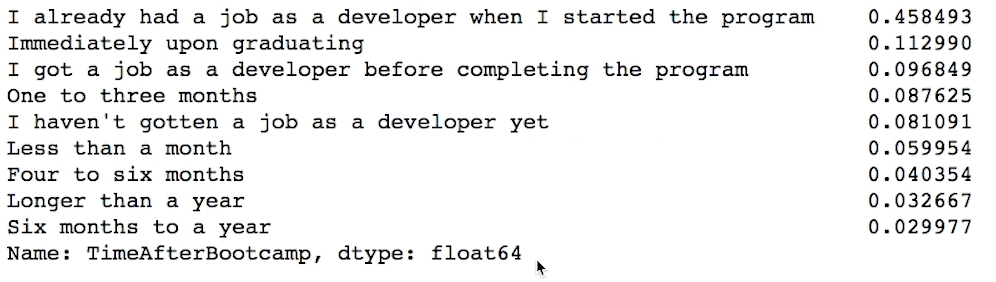 I already had a job as a developer when I started the program 0.458493
Immediately upon graduating 0.112990
I got a job as a developer before completing the program 0.096849
One to three months 0.087625
I haven't gotten a job as a developer yet 0.081091
Less than a month 0.059954
Four to six months 0.040354
Longer than a year 0.032667
Six months to a year 0.029977
Name: TimeAfterBootcamp, dtype: float64